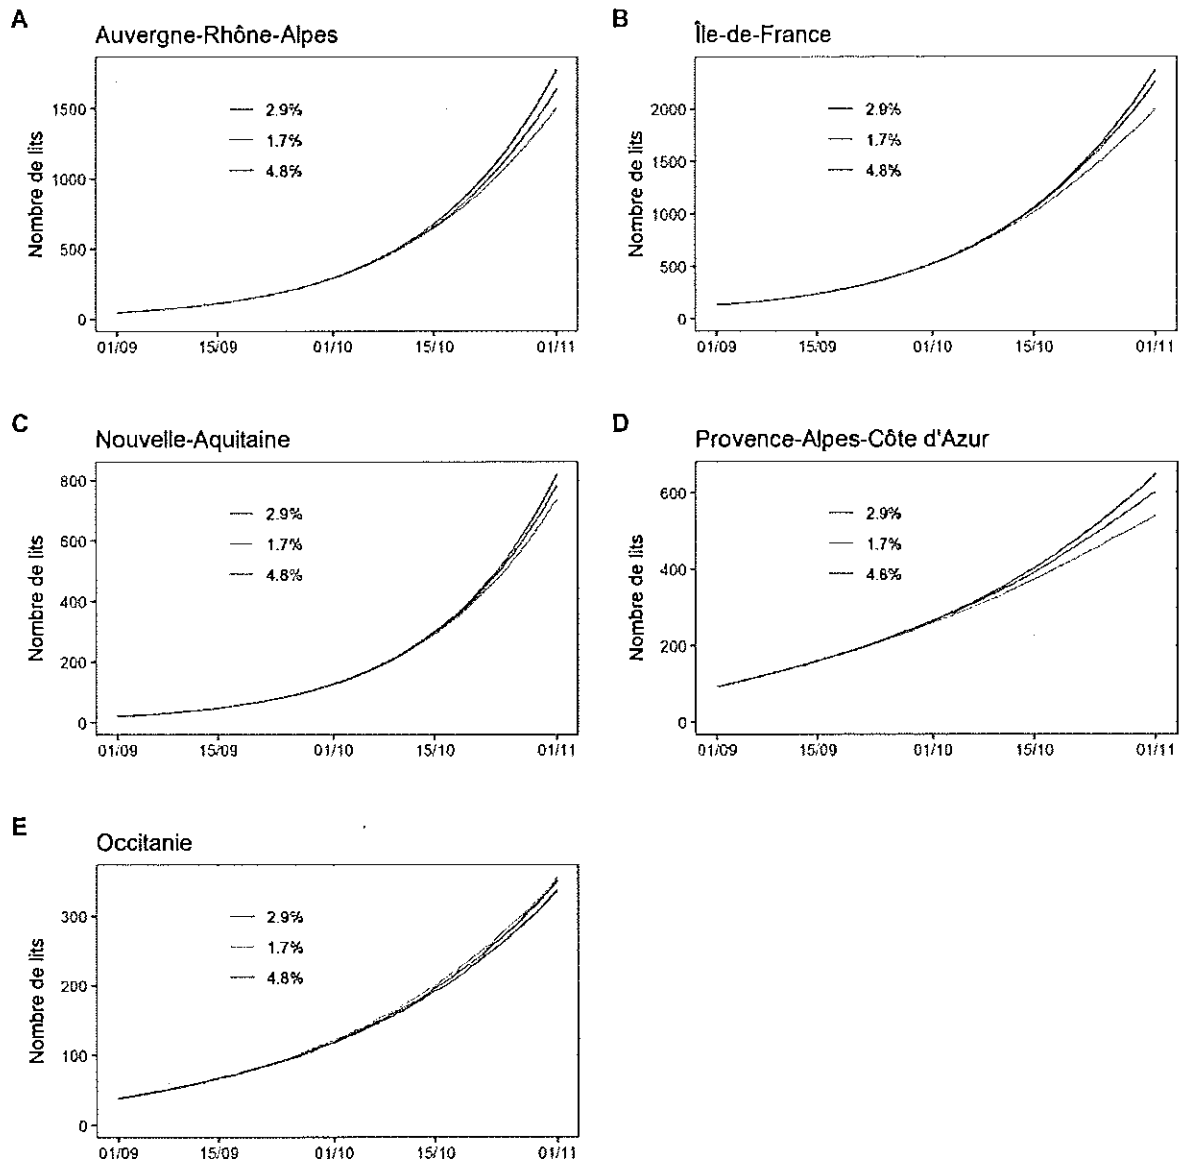 A
Auvergne-Rhône-Alpes
Nombre de lits
1500
1000
500
0
2.9%
1.7%
4.8%
01/09 15/09 01/10 15/10 01/11
B
Île-de-France
Nombre de lits
2000
1500
1000
500
0
2.9%
1.7%
4.8%
01/09 15/09 01/10 15/10 01/11
C
Nouvelle-Aquitaine
Nombre de lits
800
600
400
200
0
2.9%
1.7%
4.8%
01/09 15/09 01/10 15/10 01/11
D
Provence-Alpes-Côte d'Azur
Nombre de lits
600
400
200
0
2.9%
1.7%
4.8%
01/09 15/09 01/10 15/10 01/11
E
Occitanie
Nombre de lits
300
200
100
0
2.9%
1.7%
4.8%
01/09 15/09 01/10 15/10 01/11